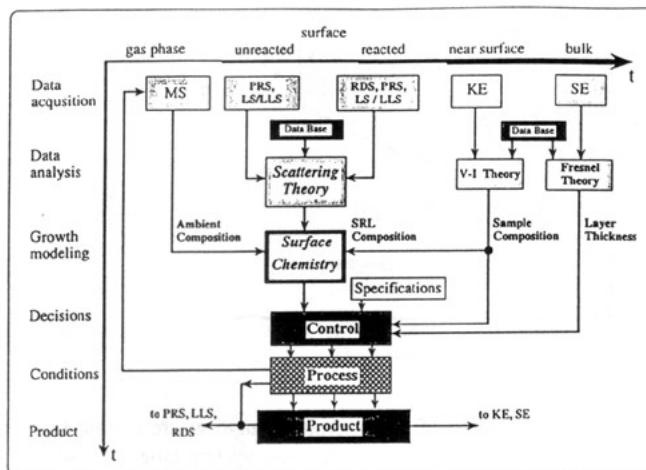 surface
gas phase unreacted reacted near surface bulk
t
Data
acqusition
MS
PRS,
LS/LLS
RDS, PRS,
LS / LLS
KE
SE
Data Base
Data Base
Data
analysis
Scattering
Theory
V-I Theory
Fresnel
Theory
Growth
modeling
Ambient
Composition
Surface
Chemistry
SRL
Composition
Sample
Composition
Layer
Thickness
Specifications
Decisions
Control
Conditions
Process
to PRS, LLS,
RDS
to KE, SE
Product
Product
t